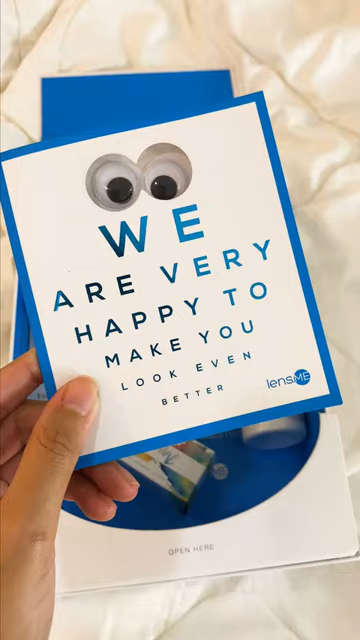 WE
ARE VERY
HAPPY TO
MAKE YOU
LOOK EVEN
BETTER
lensME
OPEN HERE